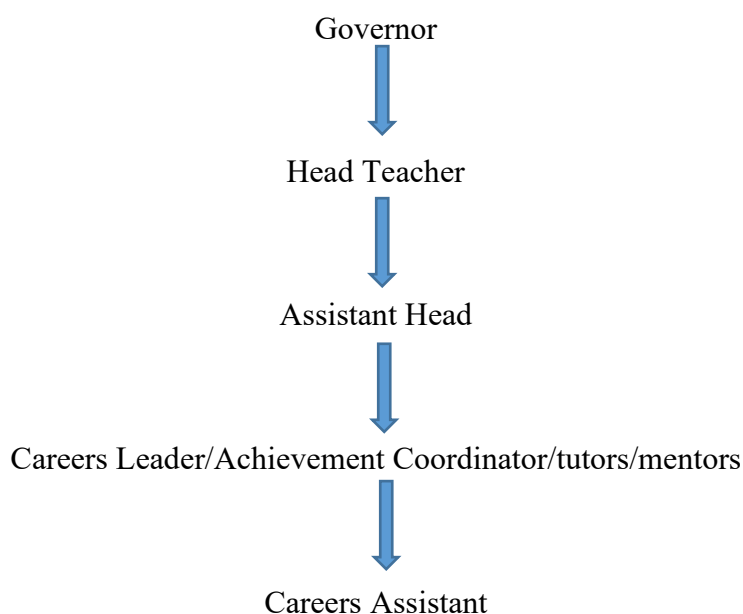 Governor
Head Teacher
Assistant Head
Careers Leader/Achievement Coordinator/tutors/mentors
Careers Assistant